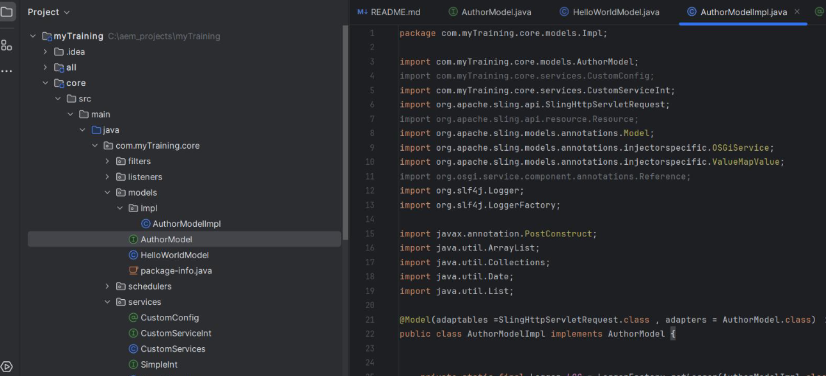 Project
myTraining C:\aem_projects\myTraining
.idea
all
core
src
main
java
com.myTraining.core
filters
listeners
models
Impl
AuthorModelImpl
AuthorModel
HelloWorldModel
package-info.java
schedulers
services
CustomConfig
CustomServiceInt
CustomServices
SimpleInt
README.md AuthorModel.java HelloWorldModel.java AuthorModelImpl.java
1 package com.myTraining.core.models.Impl;
2
3 import com.myTraining.core.models.AuthorModel;
4 import com.myTraining.core.services.CustomConfig;
5 import com.myTraining.core.services.CustomServiceInt;
6 import org.apache.sling.api.SlingHttpServletRequest;
7 import org.apache.sling.api.resource.Resource;
8 import org.apache.sling.models.annotations.Model;
9 import org.apache.sling.models.annotations.injectorspecific.OSGiService;
10 import org.apache.sling.models.annotations.injectorspecific.ValueMapValue;
11 import org.osgi.service.component.annotations.Reference;
12 import org.slf4j.Logger;
13 import org.slf4j.LoggerFactory;
14
15 import javax.annotation.PostConstruct;
16 import java.util.ArrayList;
17 import java.util.Collections;
18 import java.util.Date;
19 import java.util.List;
20
21 @Model(adaptables =SlingHttpServletRequest.class , adapters = AuthorModel.class)
22 public class AuthorModelImpl implements AuthorModel {
23
24